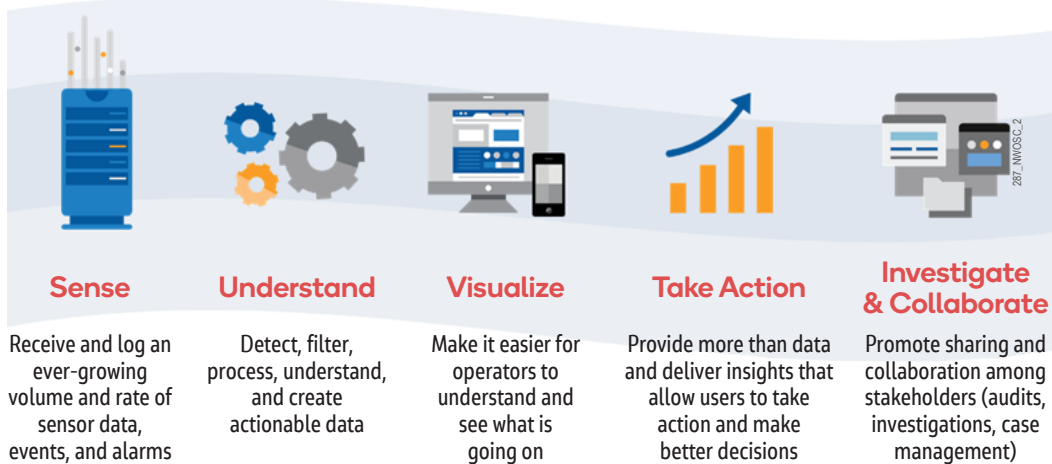 Sense
Receive and log an
ever-growing
volume and rate of
sensor data,
events, and alarms
Understand
Detect, filter,
process, understand,
and create
actionable data
Visualize
Make it easier for
operators to
understand and
see what is
going on
Take Action
Provide more than data
and deliver insights that
allow users to take
action and make
better decisions
Investigate
& Collaborate
Promote sharing and
collaboration among
stakeholders (audits,
investigations, case
management)
287_NWOSC_2